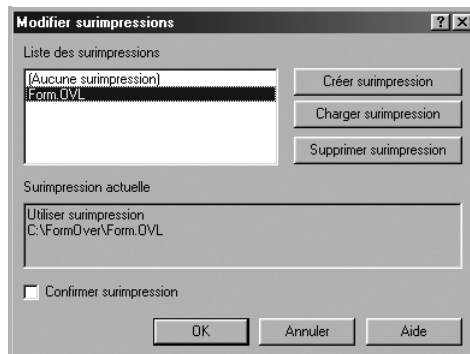 Modifier surimpressions
Liste des surimpressions
(Aucune surimpression)
Form.OVL
Créer surimpression
Charger surimpression
Supprimer surimpression
Surimpression actuelle
Utiliser surimpression
C:\FormOver\Form.OVL
Confirmer surimpression
OK
Annuler
Aide